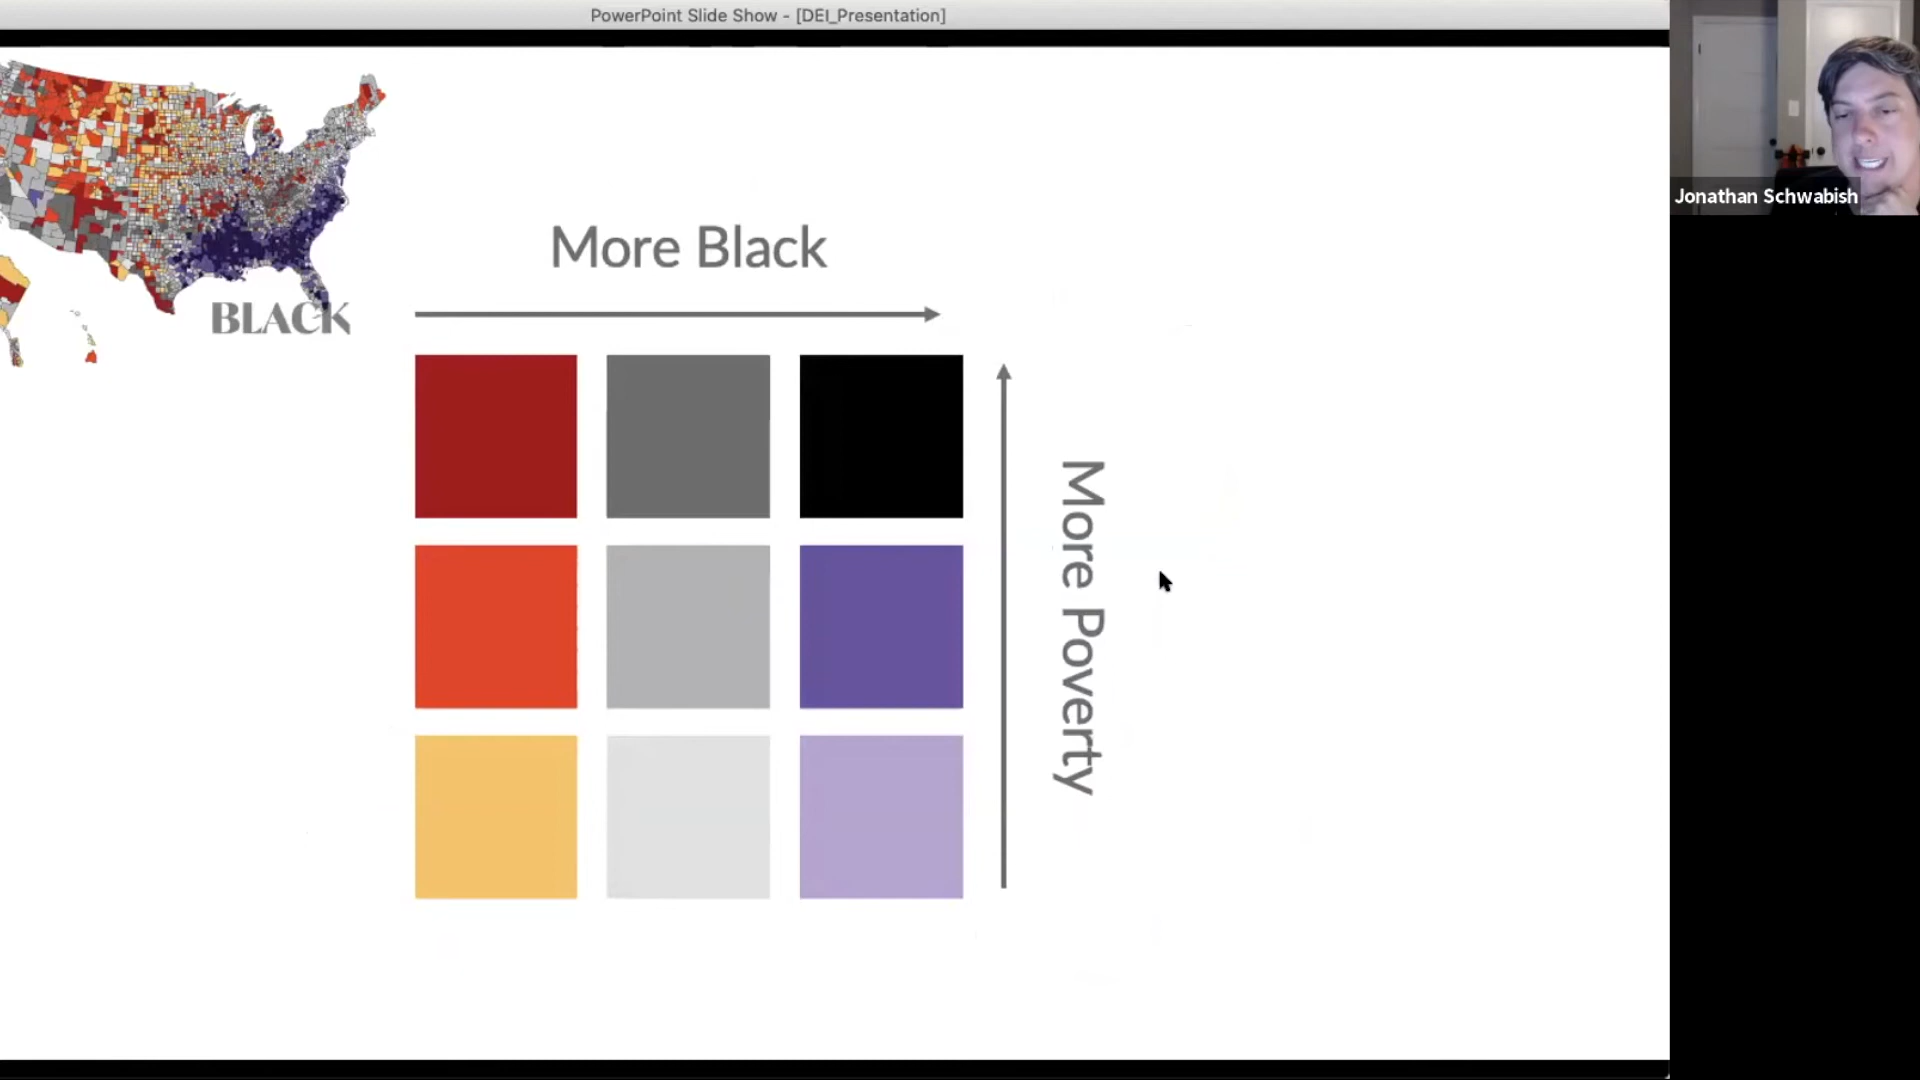 PowerPoint Slide Show - [DEI_Presentation]
Jonathan Schwabish
More Black
BLACK
More Poverty